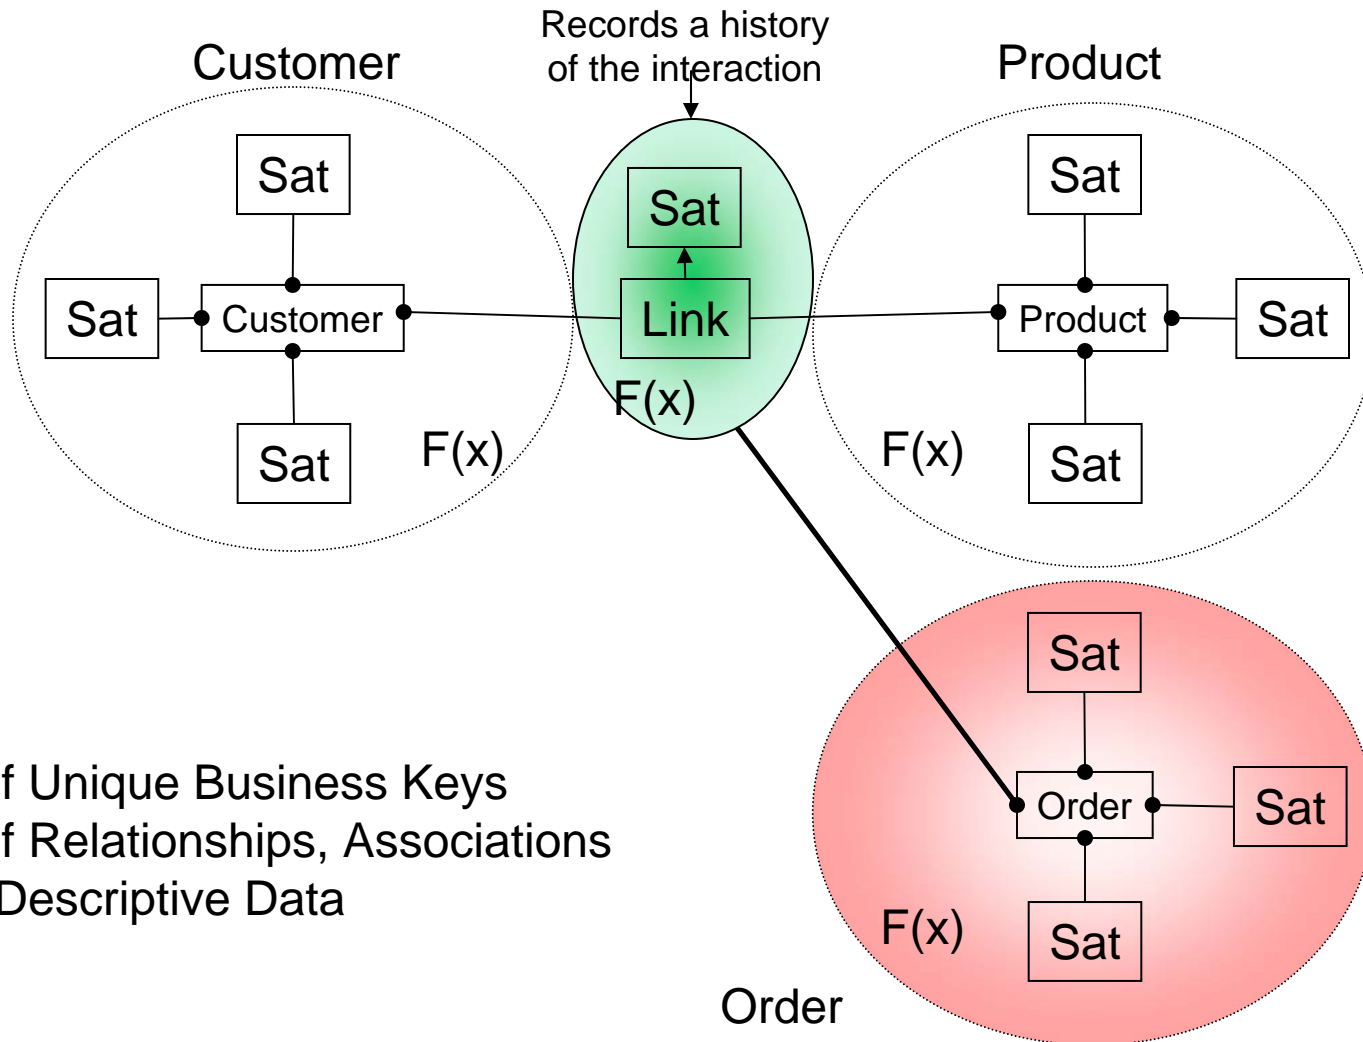 Records a history
of the interaction
Customer
Product
Sat
Sat
Sat
Sat
Customer
Link
Product
Sat
F(x)
Sat
F(x)
F(x)
Sat
Sat
f Unique Business Keys
f Relationships, Associations
Descriptive Data
Order
Sat
F(x)
Sat
Order